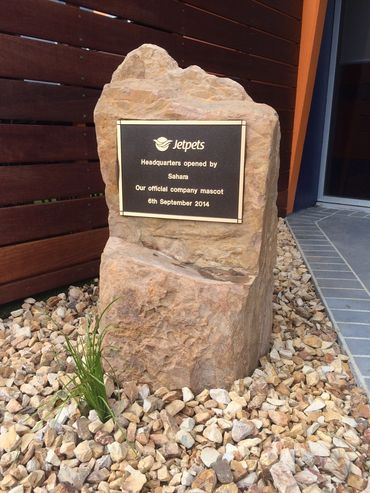 Jetpets
Headquarters opened by
Sahara
Our official company mascot
6th September 2014